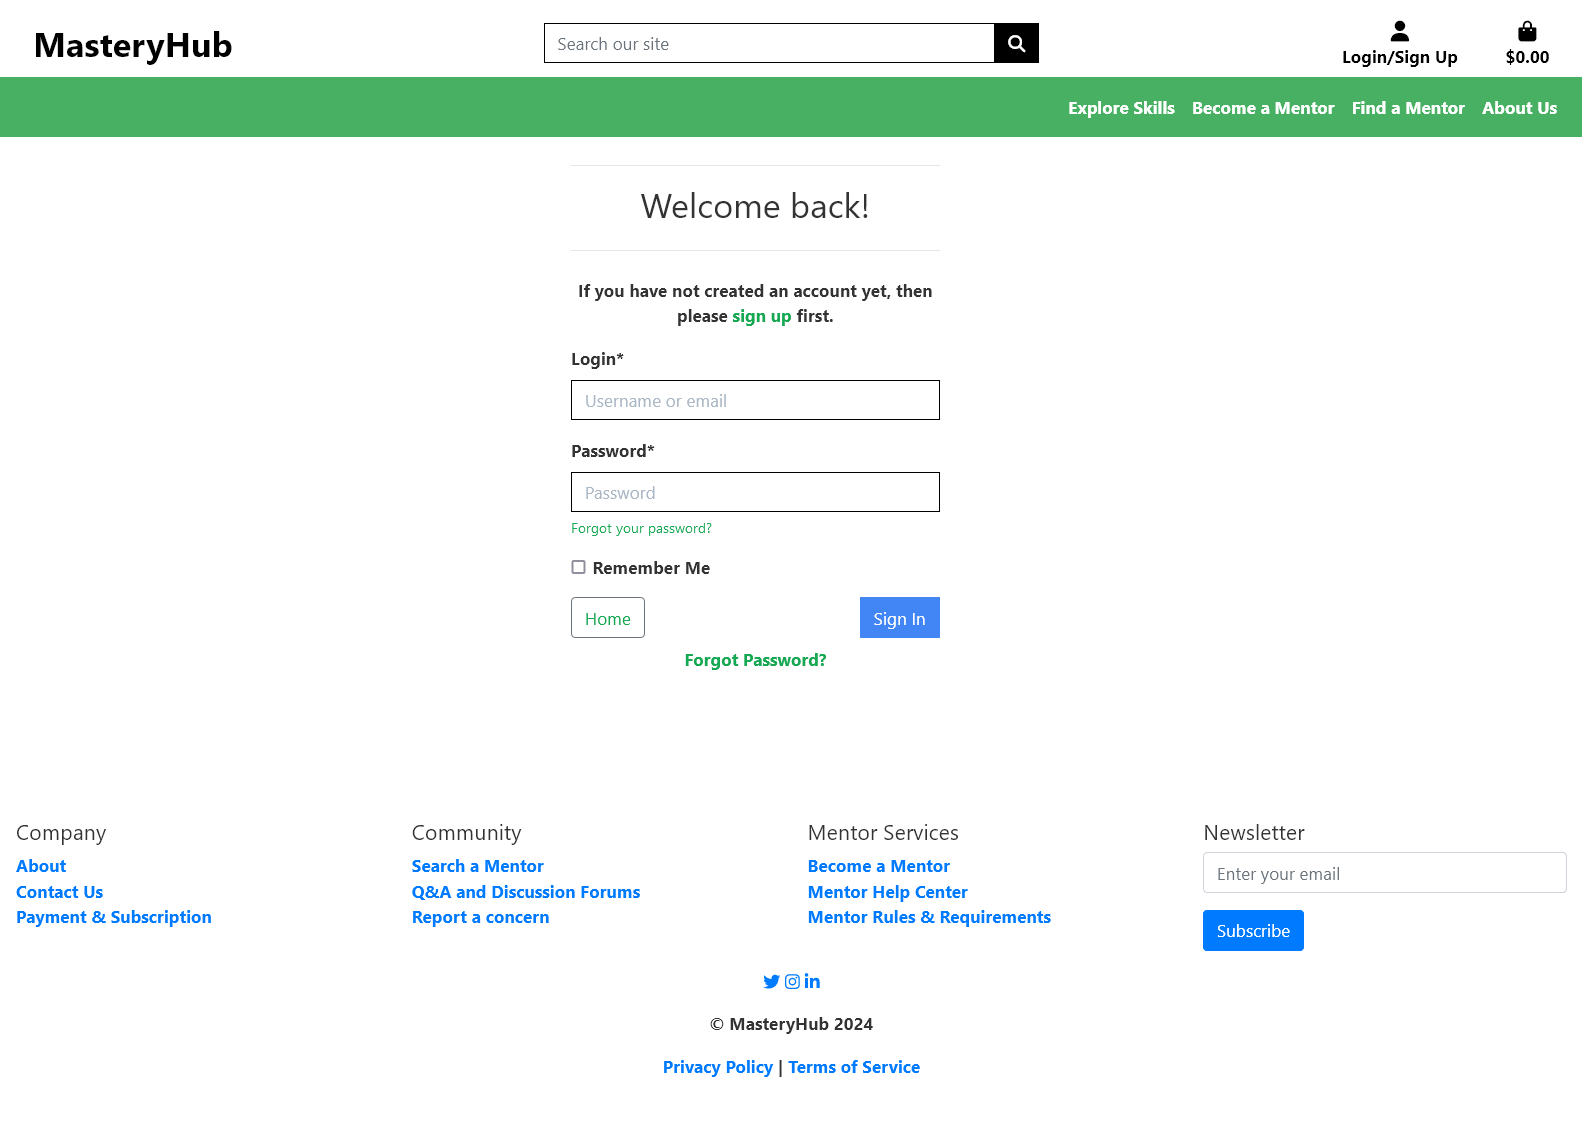 MasteryHub
Search our site
Login/Sign Up
$0.00
Explore Skills
Become a Mentor
Find a Mentor
About Us
Welcome back!
If you have not created an account yet, then
please sign up first.
Login*
Username or email
Password*
Password
Forgot your password?
Remember Me
Home
Sign In
Forgot Password?
Company
About
Contact Us
Payment & Subscription
Community
Search a Mentor
Q&A and Discussion Forums
Report a concern
Mentor Services
Become a Mentor
Mentor Help Center
Mentor Rules & Requirements
Newsletter
Enter your email
Subscribe
© MasteryHub 2024
Privacy Policy | Terms of Service